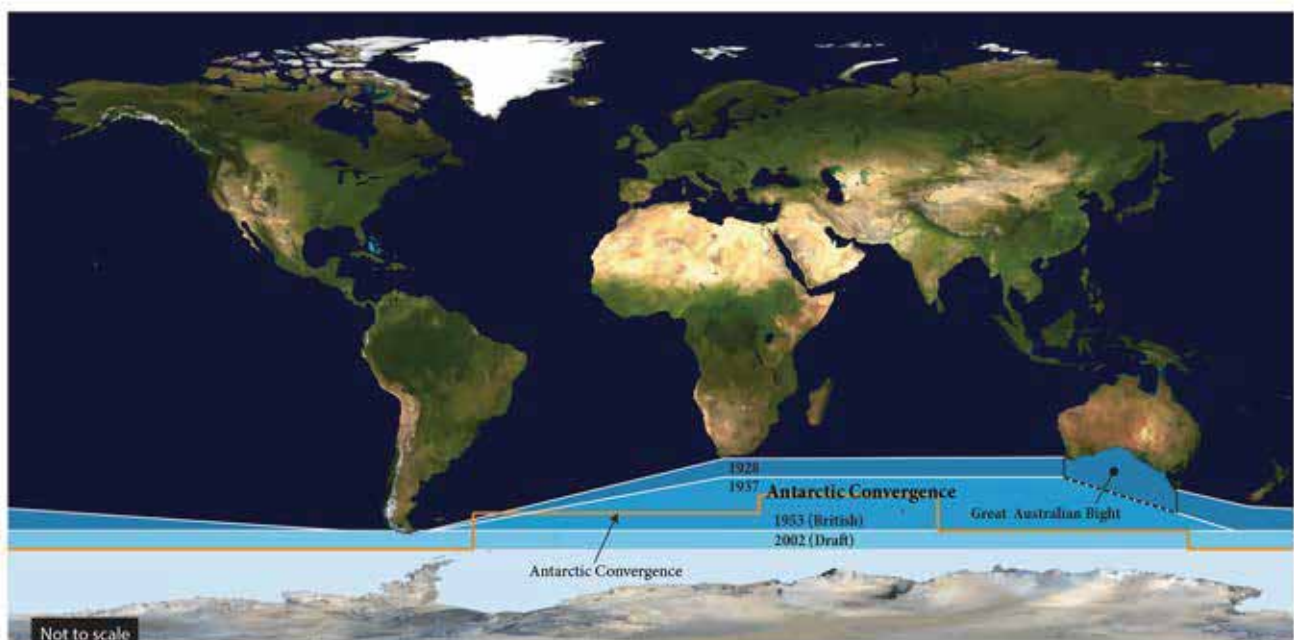 1928
1937
Antarctic Convergence
Great Australian Bight
1953 (British)
2002 (Draft)
Antarctic Convergence
Not to scale